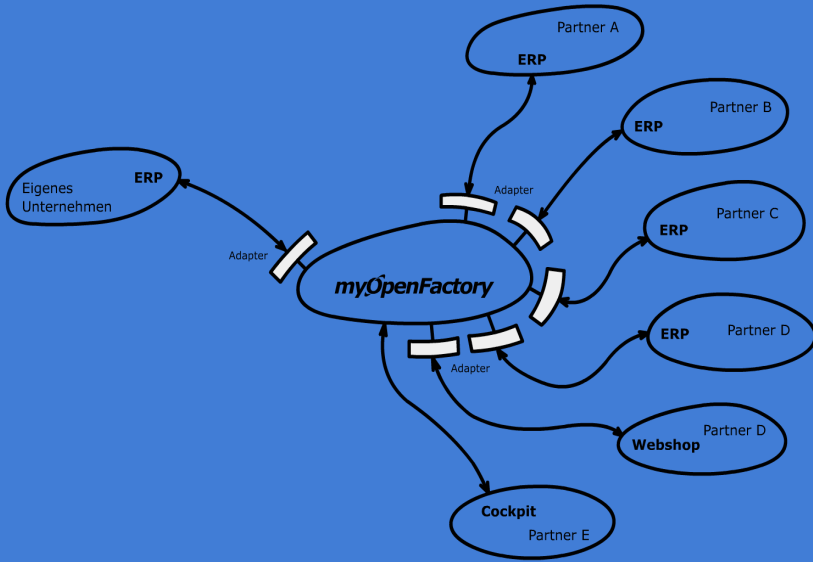 Partner A
ERP
Partner B
ERP
ERP
Eigenes
Unternehmen
Adapter
Adapter
Partner C
ERP
myOpenFactory
Partner D
ERP
Adapter
Partner D
Webshop
Cockpit
Partner E